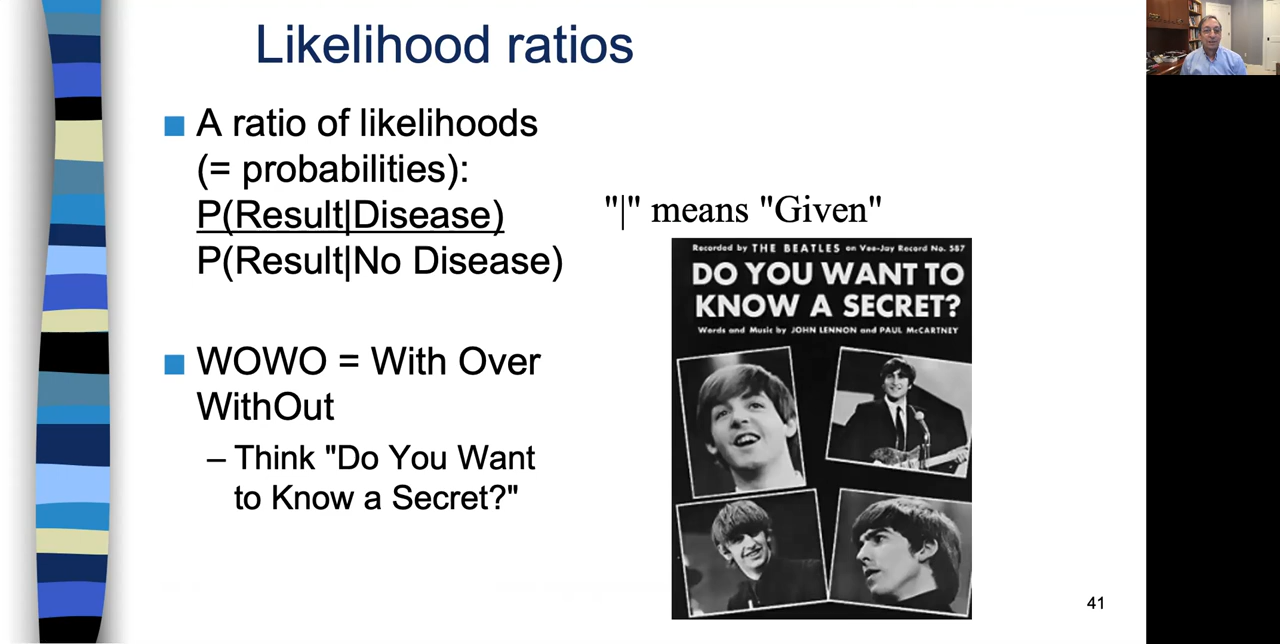 Likelihood ratios
A ratio of likelihoods
(= probabilities):
P(Result|Disease)
P(Result|No Disease)
"|" means "Given"
WOWO = With Over
WithOut
– Think "Do You Want
to Know a Secret?"
Recorded by THE BEATLES on Vee-Jay Record No. 587
DO YOU WANT TO
KNOW A SECRET?
Words and Music by JOHN LENNON and PAUL McCARTNEY
41